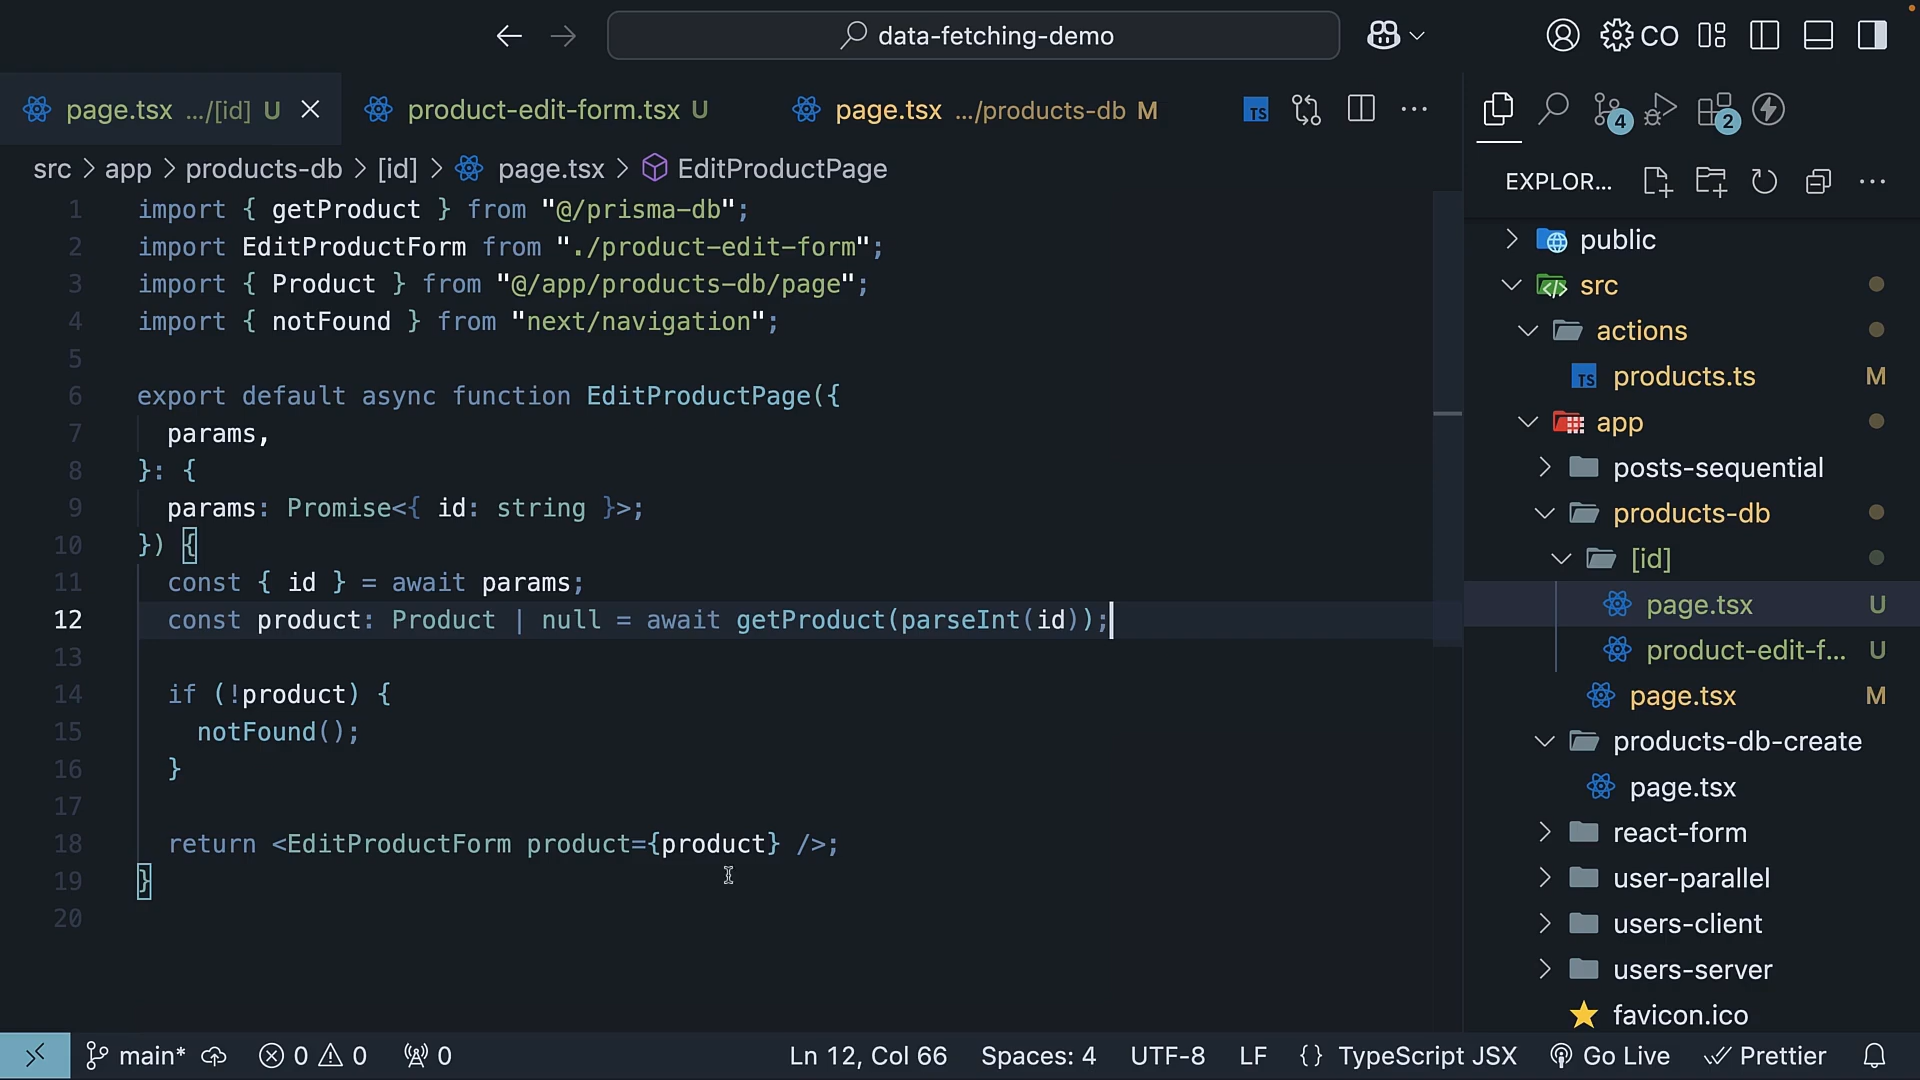 data-fetching-demo
CO
page.tsx .../[id] U
product-edit-form.tsx U
page.tsx .../products-db M
TS
4
2
src > app > products-db > [id] > page.tsx > EditProductPage
EXPLOR...
1 import { getProduct } from "@/prisma-db";
2 import EditProductForm from "./product-edit-form";
3 import { Product } from "@/app/products-db/page";
4 import { notFound } from "next/navigation";
5
6 export default async function EditProductPage({
7 params,
8 }: {
9 params: Promise<{ id: string }>;
10 }) {
11 const { id } = await params;
12 const product: Product | null = await getProduct(parseInt(id));
13
14 if (!product) {
15 notFound();
16 }
17
18 return <EditProductForm product={product} />;
19 }
20
public
src
actions
TS products.ts M
app
posts-sequential
products-db
[id]
page.tsx U
product-edit-f... U
page.tsx M
products-db-create
page.tsx
react-form
user-parallel
users-client
users-server
favicon.ico
main* 0 0 0 Ln 12, Col 66 Spaces: 4 UTF-8 LF {} TypeScript JSX Go Live Prettier